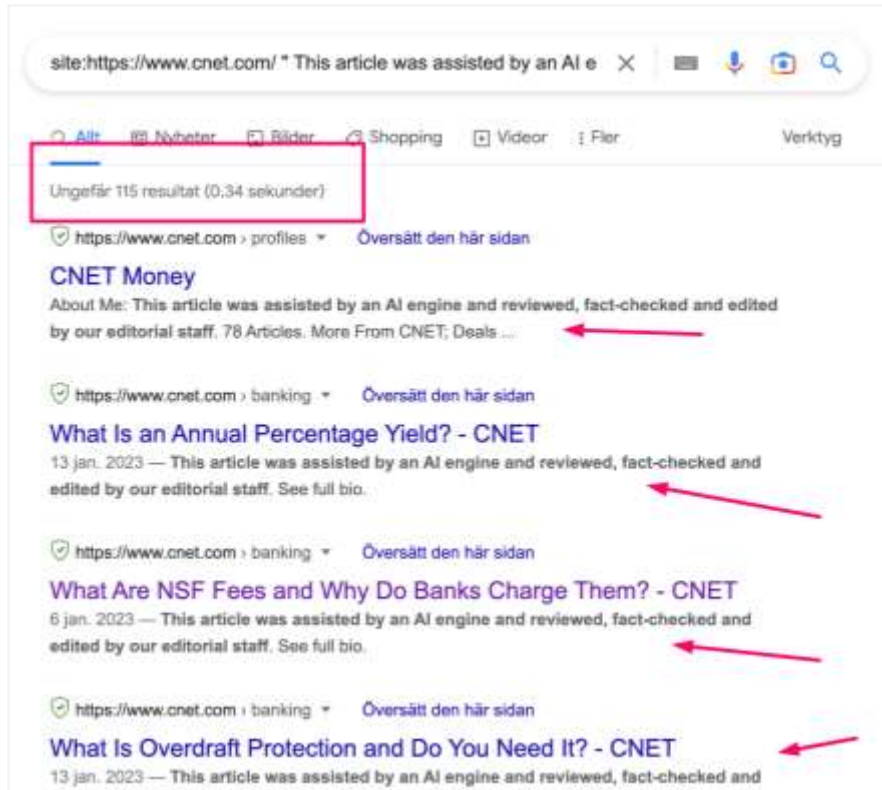 site:https://www.cnet.com/ " This article was assisted by an AI e
Allt Nyheter Bilder Shopping Videor Fler Verktyg
Ungefär 115 resultat (0,34 sekunder)
https://www.cnet.com › profiles Översätt den här sidan
CNET Money
About Me: This article was assisted by an AI engine and reviewed, fact-checked and edited
by our editorial staff. 78 Articles. More From CNET; Deals ...
https://www.cnet.com › banking Översätt den här sidan
What Is an Annual Percentage Yield? - CNET
13 jan. 2023 — This article was assisted by an AI engine and reviewed, fact-checked and
edited by our editorial staff. See full bio.
https://www.cnet.com › banking Översätt den här sidan
What Are NSF Fees and Why Do Banks Charge Them? - CNET
6 jan. 2023 — This article was assisted by an AI engine and reviewed, fact-checked and
edited by our editorial staff. See full bio.
https://www.cnet.com › banking Översätt den här sidan
What Is Overdraft Protection and Do You Need It? - CNET
13 jan. 2023 — This article was assisted by an AI engine and reviewed, fact-checked and